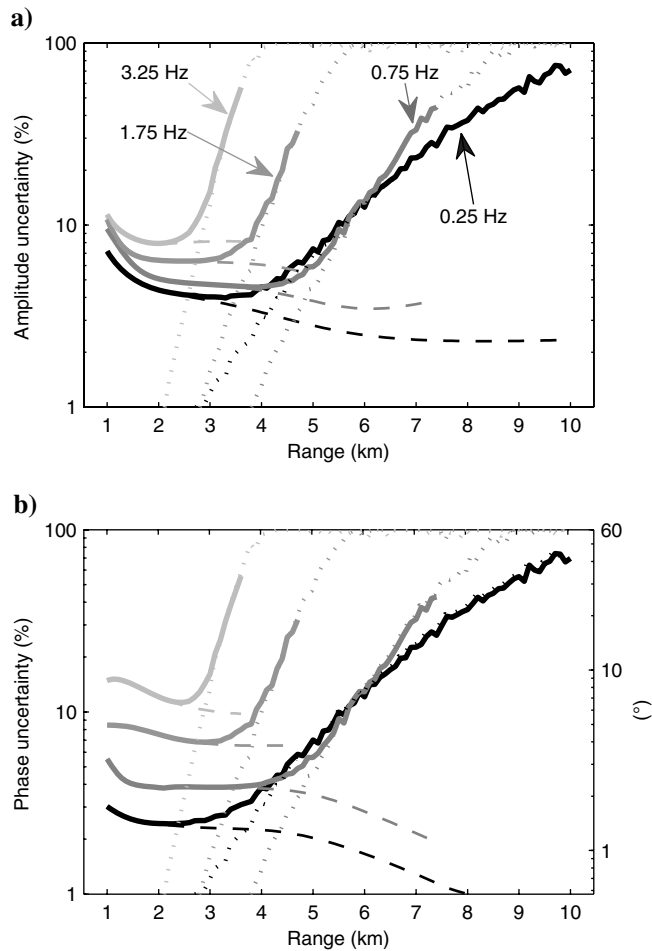 a)
100
10
1
Amplitude uncertainty (%)
3.25 Hz
1.75 Hz
0.75 Hz
0.25 Hz
1 2 3 4 5 6 7 8 9 10
Range (km)
b)
100
10
1
Phase uncertainty (%)
60
10
1
(°)
1 2 3 4 5 6 7 8 9 10
Range (km)